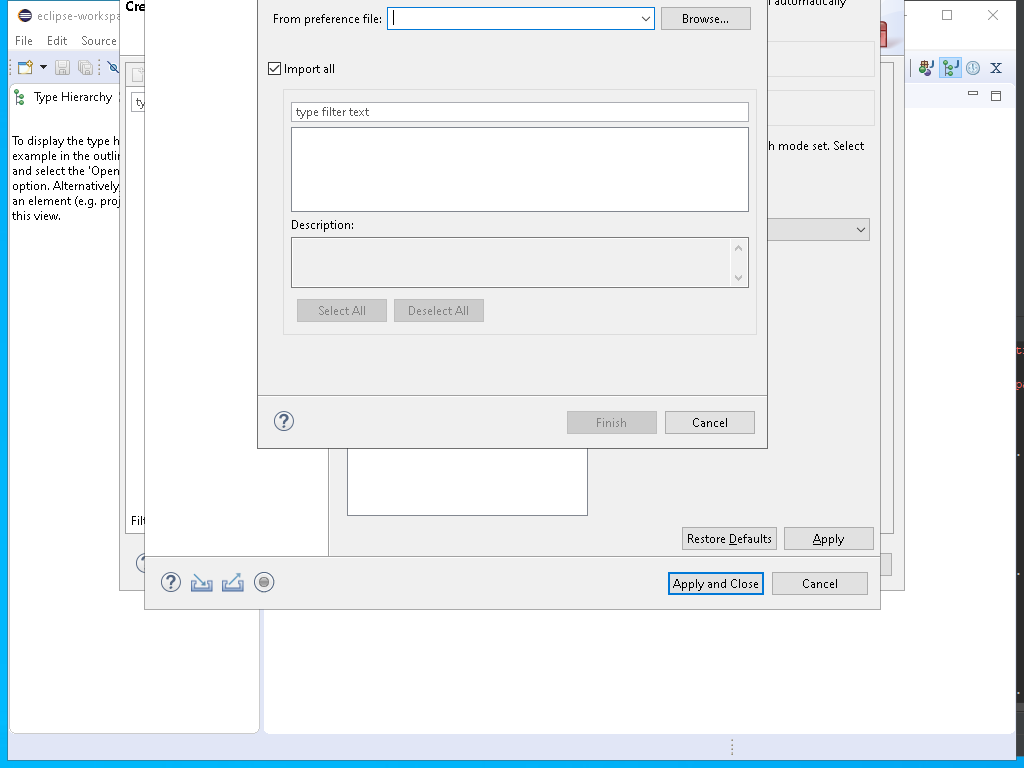 eclipse-workspa
Cre
l automatically
File Edit Source
From preference file:
Browse...
Import all
Type Hierarchy
ty
type filter text
To display the type h
example in the outli
and select the 'Open
option. Alternatively
an element (e.g. proj
this view.
h mode set. Select
Description:
Select All Deselect All
Finish Cancel
Filt
Restore Defaults Apply
Apply and Close Cancel